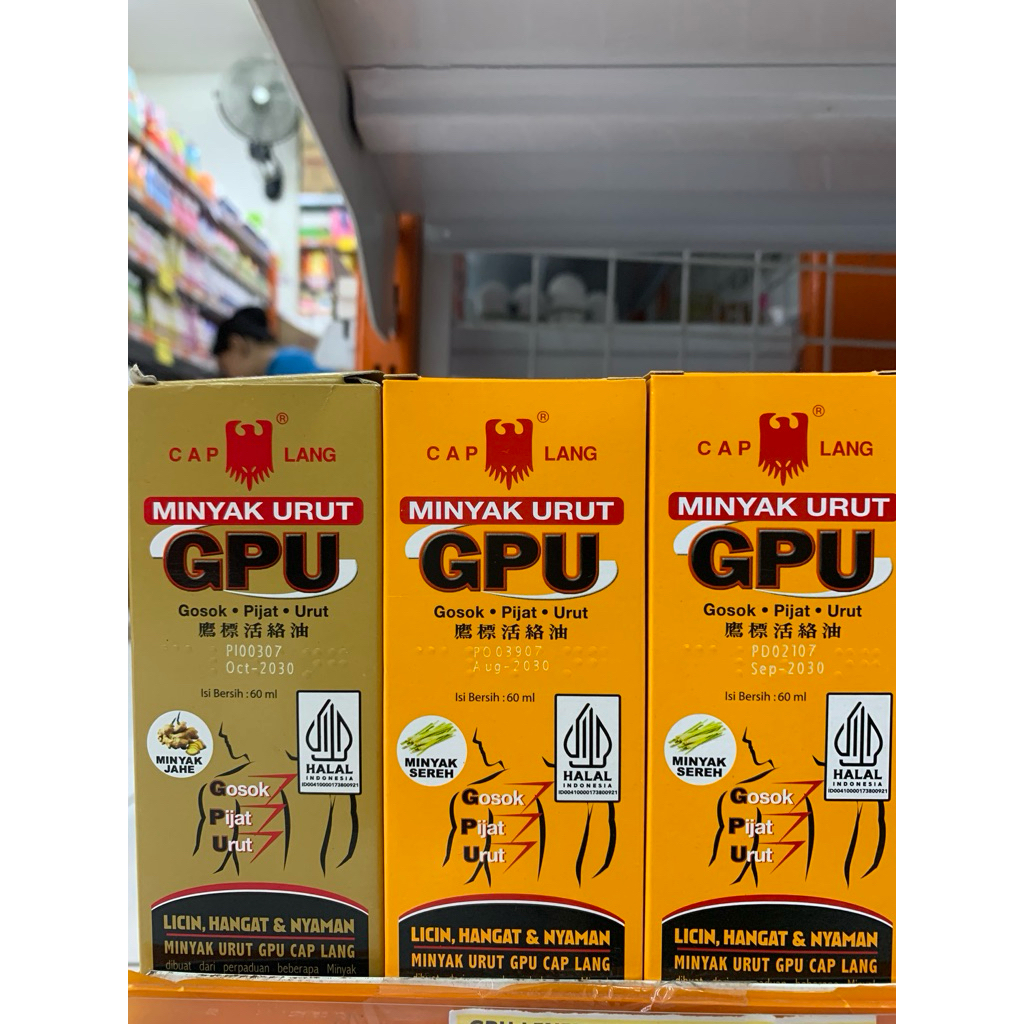 CAP LANG ®
MINYAK URUT
GPU
Gosok • Pijat • Urut
鷹標活絡油
PI00307
Oct-2030
Isi Bersih : 60 ml
MINYAK
JAHE
HALAL
INDONESIA
ID00410000173800921
Gosok
Pijat
Urut
LICIN, HANGAT & NYAMAN
MINYAK URUT GPU CAP LANG
dibuat dari perpaduan beberapa Minyak
CAP LANG ®
MINYAK URUT
GPU
Gosok • Pijat • Urut
鷹標活絡油
PD03907
Aug-2030
Isi Bersih : 60 ml
MINYAK
SEREH
HALAL
INDONESIA
ID00410000173800921
Gosok
Pijat
Urut
LICIN, HANGAT & NYAMAN
MINYAK URUT GPU CAP LANG
CAP LANG ®
MINYAK URUT
GPU
Gosok • Pijat • Urut
鷹標活絡油
PD02107
Sep-2030
Isi Bersih : 60 ml
MINYAK
SEREH
HALAL
INDONESIA
ID00410000173800921
Gosok
Pijat
Urut
LICIN, HANGAT & NYAMAN
MINYAK URUT GPU CAP LANG